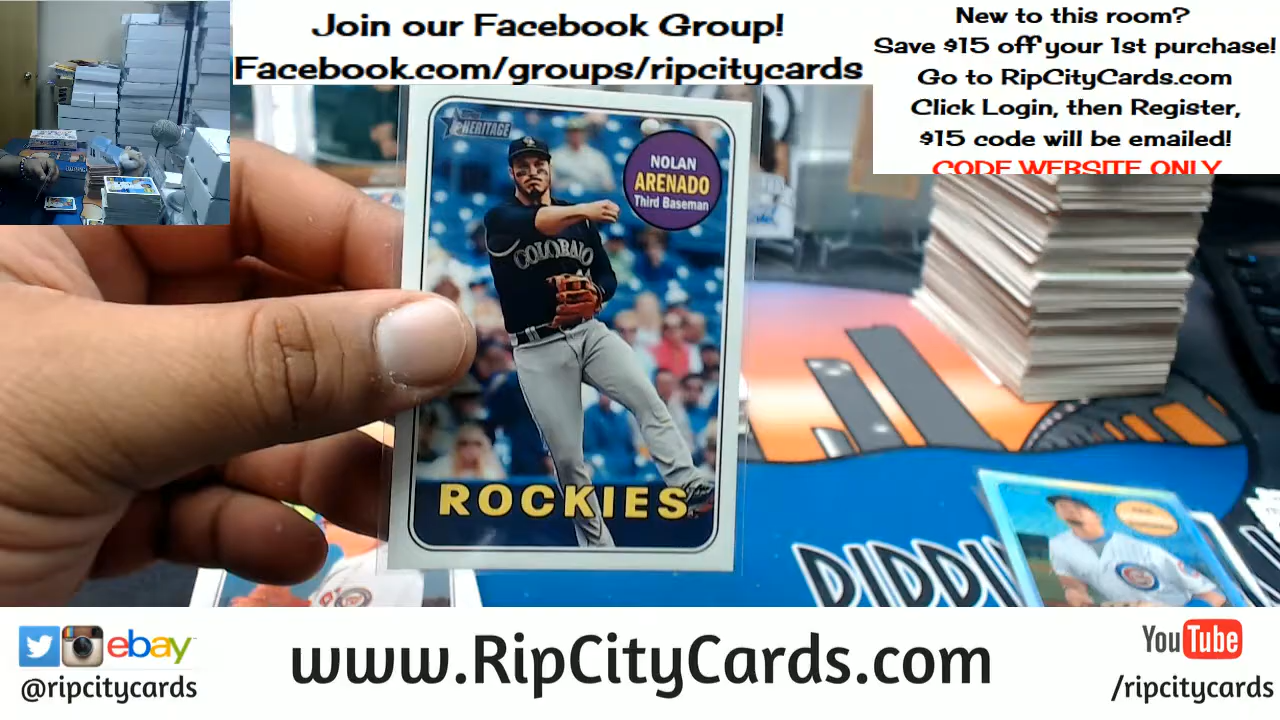 Join our Facebook Group!
Facebook.com/groups/ripcitycards
New to this room?
Save $15 off your 1st purchase!
Go to RipCityCards.com
Click Login, then Register,
$15 code will be emailed!
CODE WEBSITE ONLY
HERITAGE
NOLAN
ARENADO
Third Baseman
COLORADO
ROCKIES
RIPPI
ebay
@ripcitycards
www.RipCityCards.com
YouTube
/ripcitycards